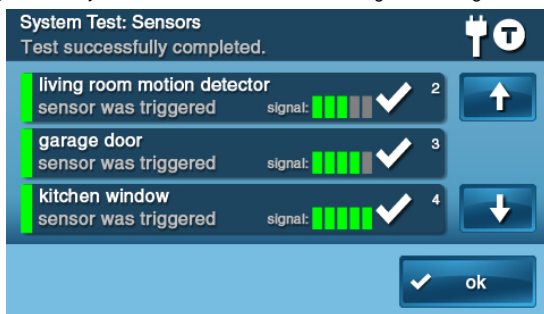 System Test: Sensors
Test successfully completed.
T
living room motion detector
2
sensor was triggered
signal:
garage door
3
sensor was triggered
signal:
kitchen window
4
sensor was triggered
signal:
ok